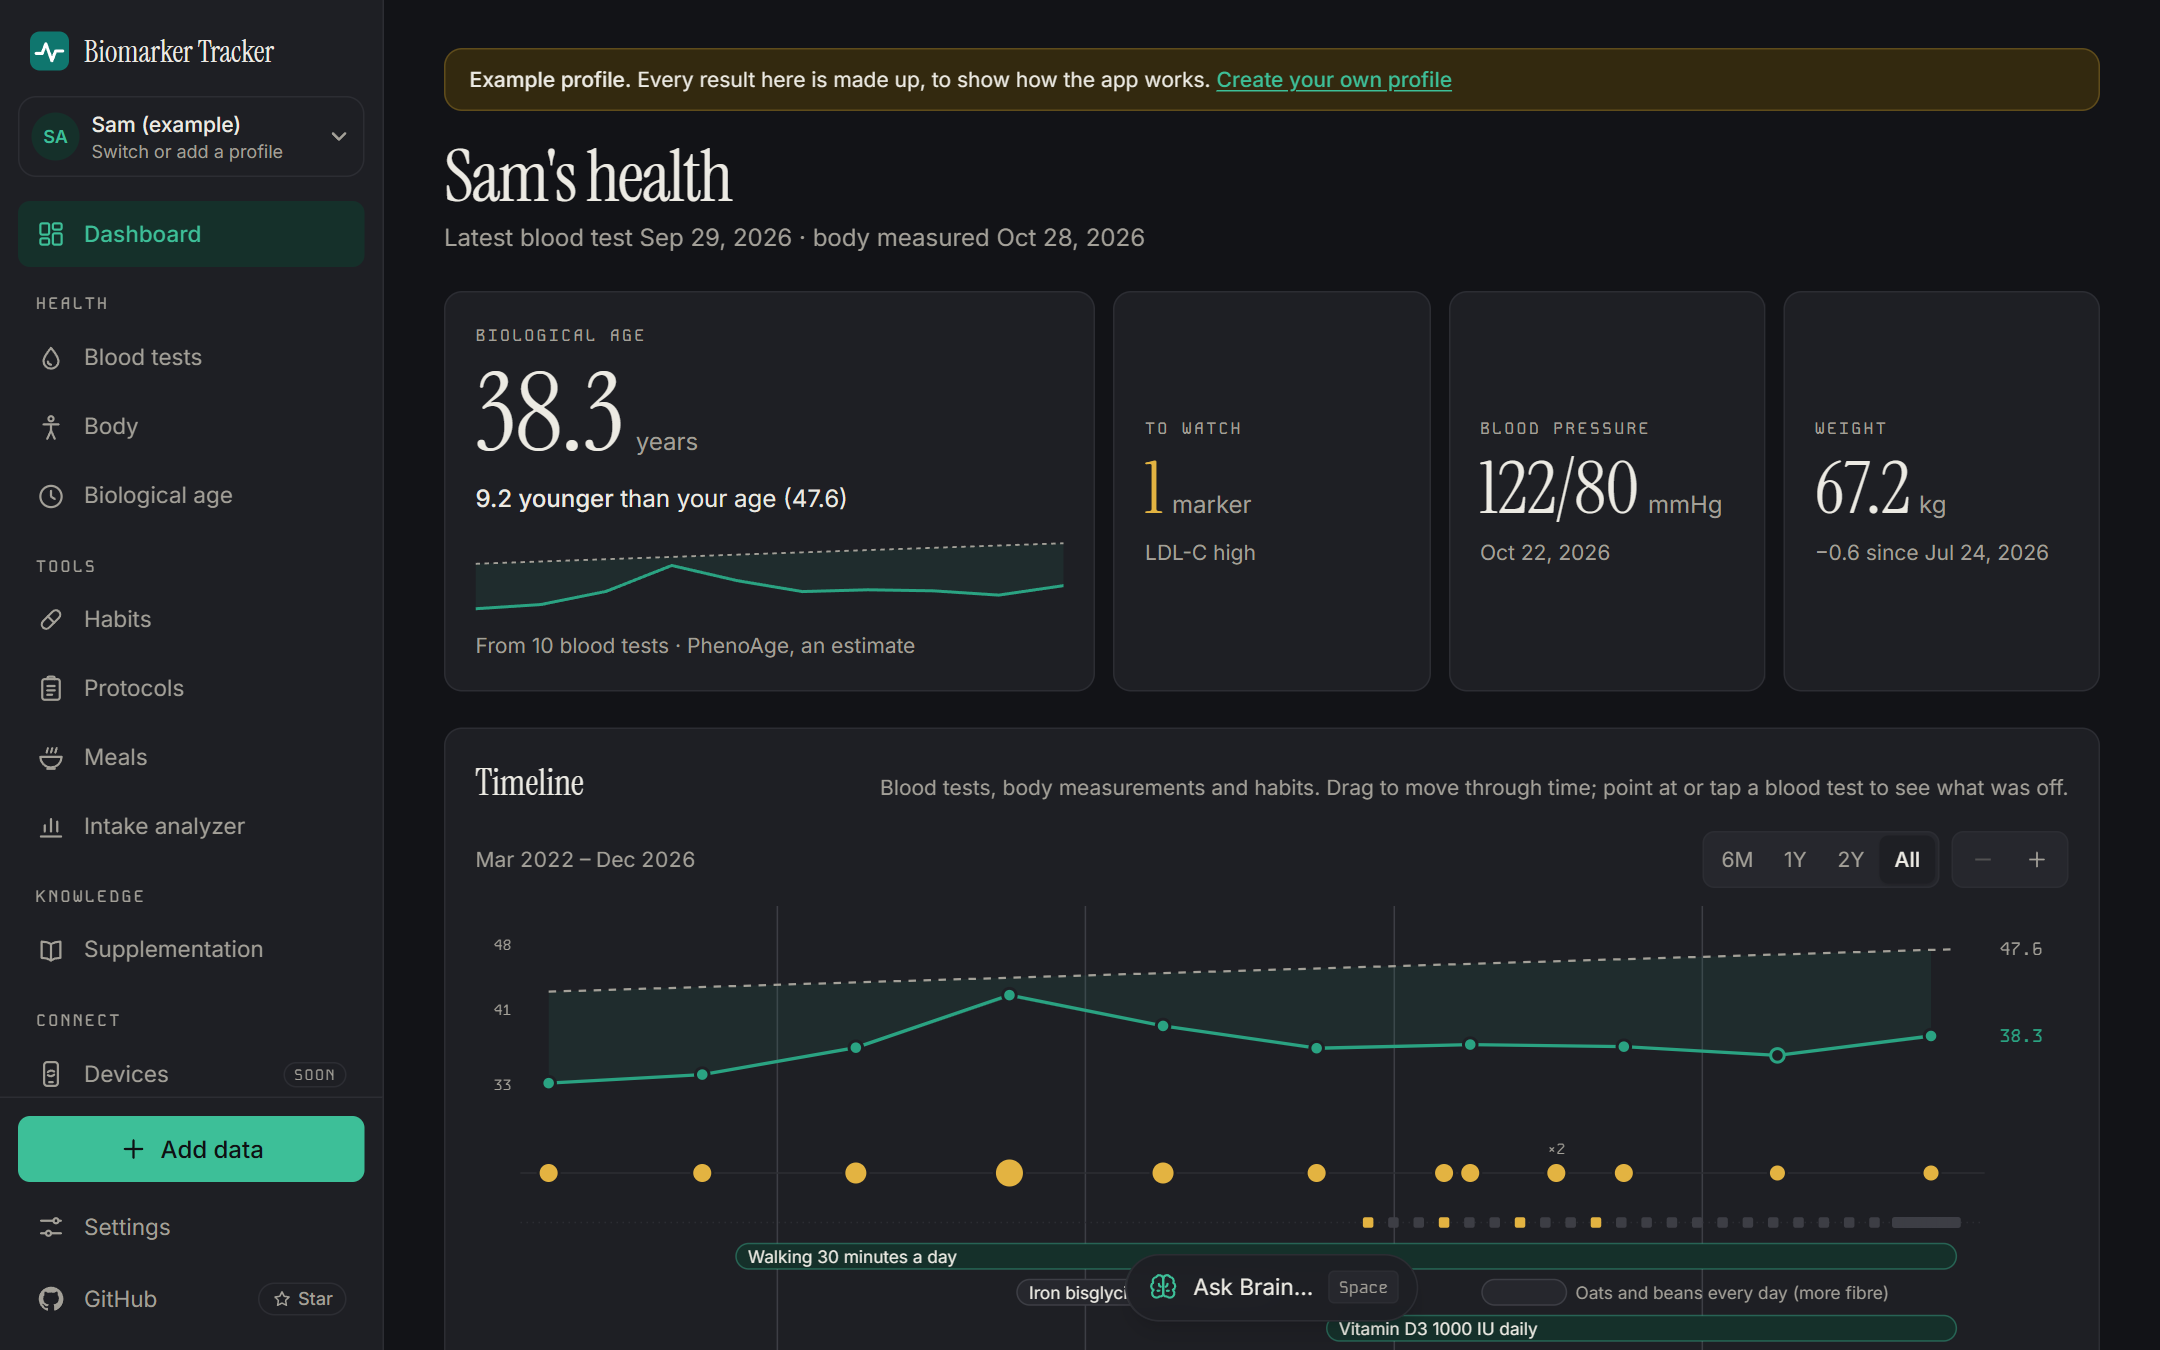 Biomarker Tracker
SA
Sam (example)
Switch or add a profile
Dashboard
HEALTH
Blood tests
Body
Biological age
TOOLS
Habits
Protocols
Meals
Intake analyzer
KNOWLEDGE
Supplementation
CONNECT
Devices SOON
+ Add data
Settings
GitHub Star
Example profile. Every result here is made up, to show how the app works. Create your own profile
Sam's health
Latest blood test Sep 29, 2026 · body measured Oct 28, 2026
BIOLOGICAL AGE
38.3 years
9.2 younger than your age (47.6)
From 10 blood tests · PhenoAge, an estimate
TO WATCH
1 marker
LDL-C high
BLOOD PRESSURE
122/80 mmHg
Oct 22, 2026
WEIGHT
67.2 kg
−0.6 since Jul 24, 2026
Timeline
Blood tests, body measurements and habits. Drag to move through time; point at or tap a blood test to see what was off.
Mar 2022 – Dec 2026
6M 1Y 2Y All − +
48
47.6
41
38.3
33
×2
Walking 30 minutes a day
Iron bisglyci
Ask Brain... Space
Oats and beans every day (more fibre)
Vitamin D3 1000 IU daily